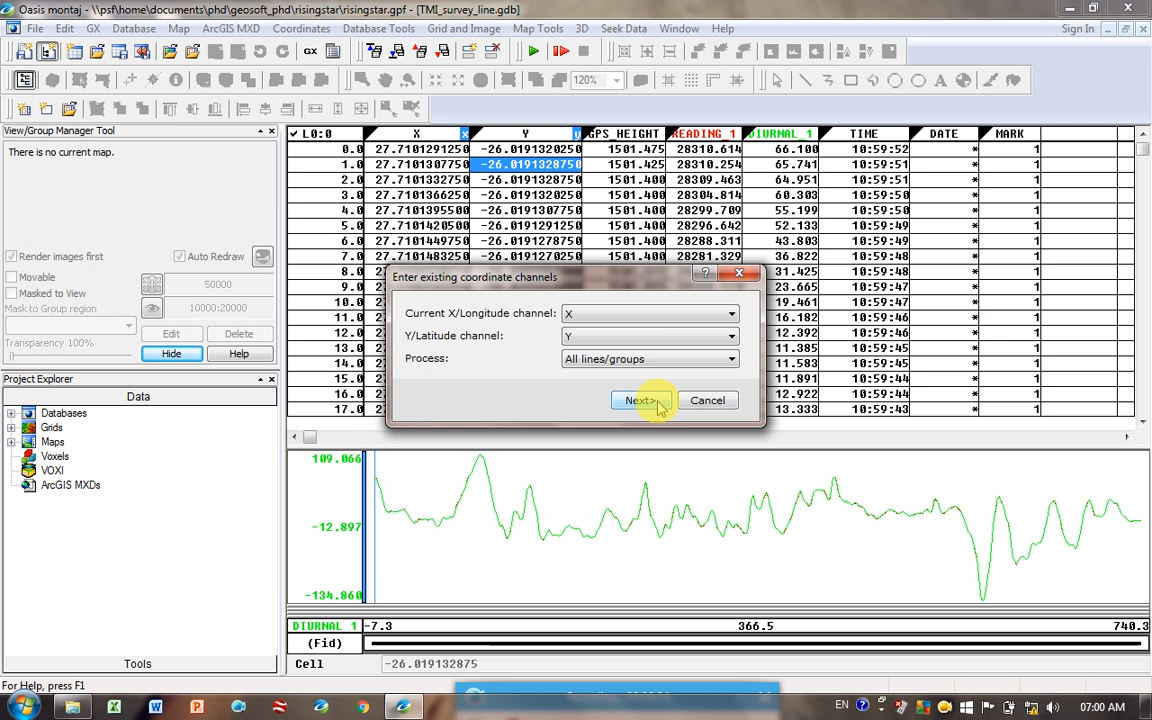 Oasis montaj - \\psf\home\documents\phd\geosoft_phd\risingstar\risingstar.gpf - [TMI_survey_line.gdb]
File Edit GX Database Map ArcGIS MXD Coordinates Database Tools Grid and Image Map Tools 3D Seek Data Window Help Sign In
GX
120%
View/Group Manager Tool
There is no current map.
Render images first Auto Redraw
Movable 50000
Masked to View
Mask to Group region 10000:20000
Edit Delete
Transparency 100%
Hide Help
Project Explorer
Data
Databases
Grids
Maps
Voxels
VOXI
ArcGIS MXDs
Tools
L0:0 X x Y y GPS_HEIGHT READING_1 DIURNAL_1 TIME DATE MARK
0.0 27.7101291250 -26.0191320250 1501.475 28310.614 66.100 10:59:52 * 1
1.0 27.7101307750 -26.0191328750 1501.425 28310.254 65.741 10:59:51 * 1
2.0 27.7101332750 -26.0191328750 1501.400 28309.463 64.951 10:59:51 * 1
3.0 27.7101366250 -26.0191320250 1501.400 28304.814 60.303 10:59:50 * 1
4.0 27.7101395500 -26.0191307750 1501.400 28299.709 55.199 10:59:50 * 1
5.0 27.7101420500 -26.0191291250 1501.400 28296.642 52.133 10:59:49 * 1
6.0 27.7101449750 -26.0191278750 1501.400 28288.311 43.803 10:59:49 * 1
7.0 27.7101483250 -26.0191270250 1501.400 28281.329 36.822 10:59:48 * 1
8.0 27 31.425 10:59:48 * 1
9.0 27 23.665 10:59:47 * 1
10.0 27 19.461 10:59:47 * 1
11.0 27 16.182 10:59:46 * 1
12.0 27 12.392 10:59:46 * 1
13.0 27 11.385 10:59:45 * 1
14.0 27 11.583 10:59:45 * 1
15.0 27 11.891 10:59:44 * 1
16.0 27 12.922 10:59:44 * 1
17.0 27 13.333 10:59:43 * 1
Enter existing coordinate channels
Current X/Longitude channel: X
Y/Latitude channel: Y
Process: All lines/groups
Next> Cancel
109.066
-12.897
-134.860
DIURNAL_1 -7.3 366.5 740.3
(Fid)
Cell -26.019132875
For Help, press F1
EN 07:00 AM